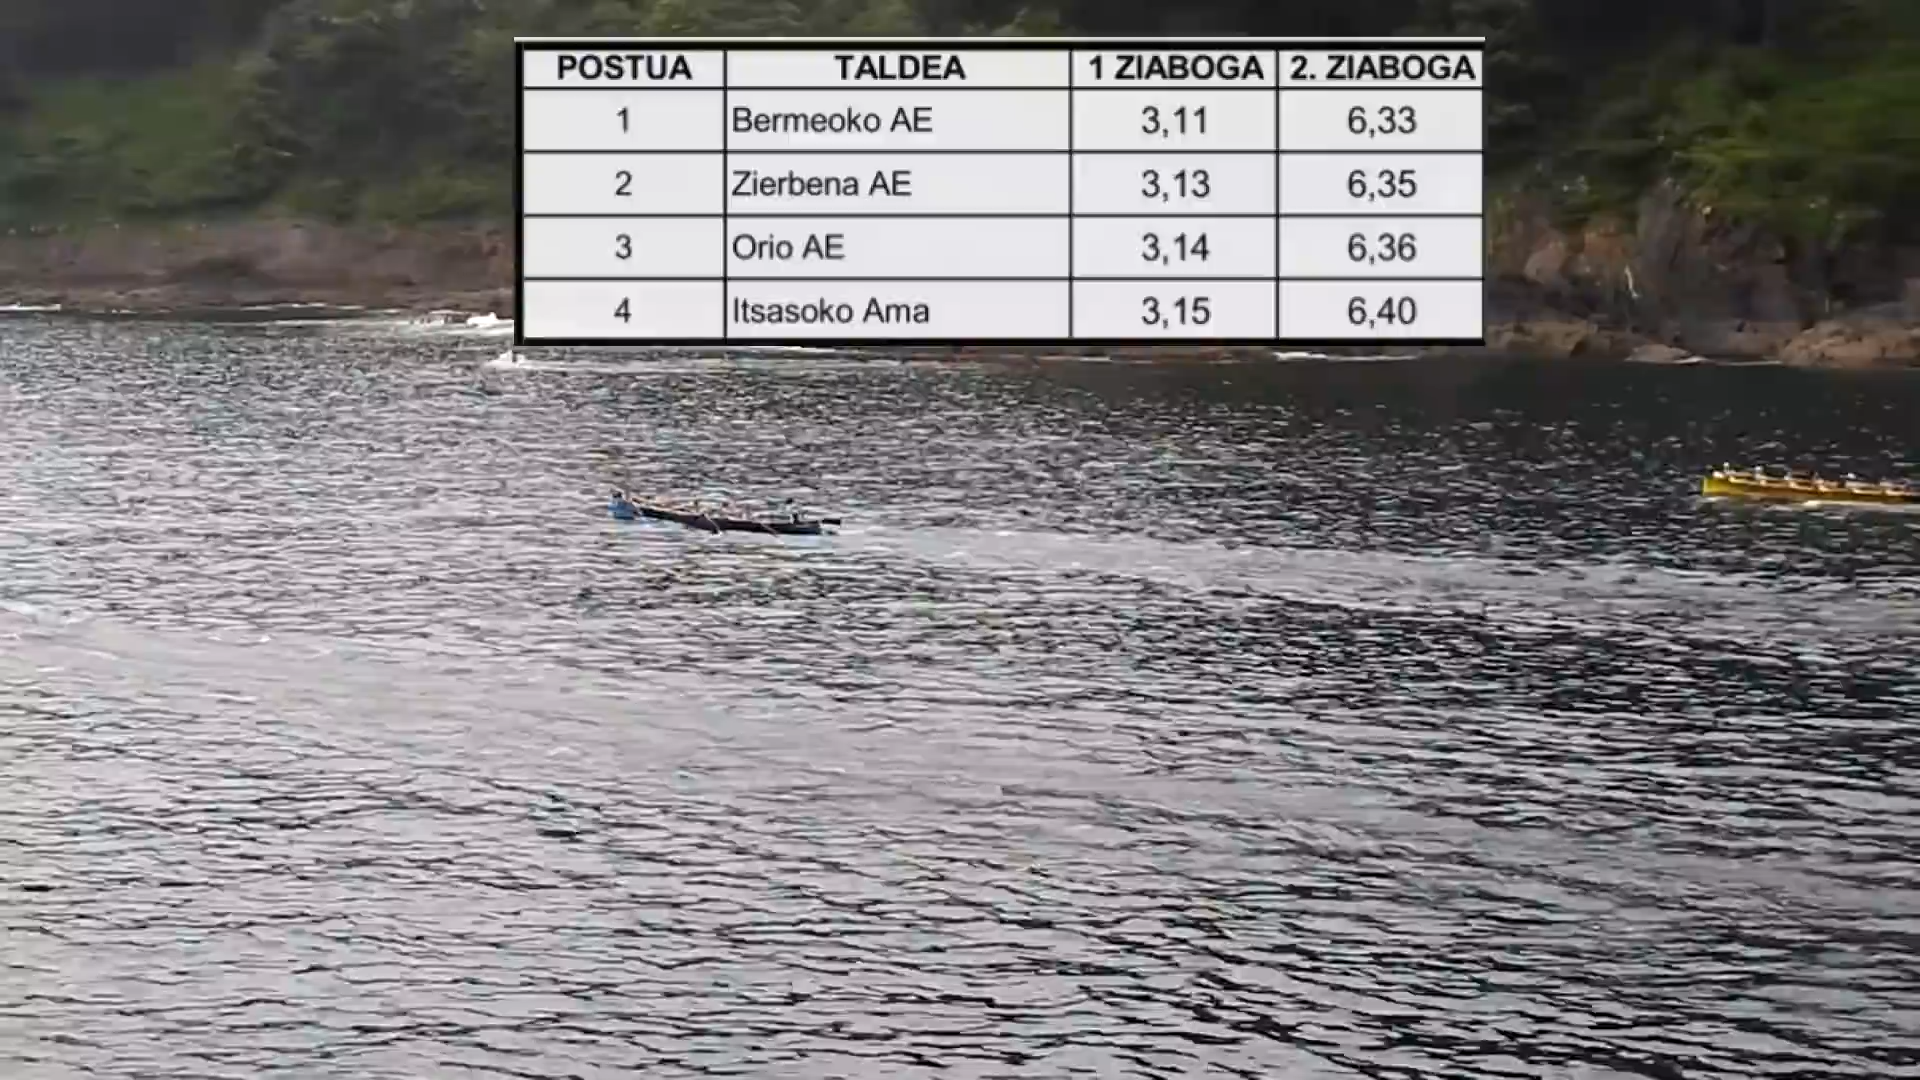 POSTUA TALDEA 1 ZIABOGA 2. ZIABOGA
1 Bermeoko AE 3,11 6,33
2 Zierbena AE 3,13 6,35
3 Orio AE 3,14 6,36
4 Itsasoko Ama 3,15 6,40